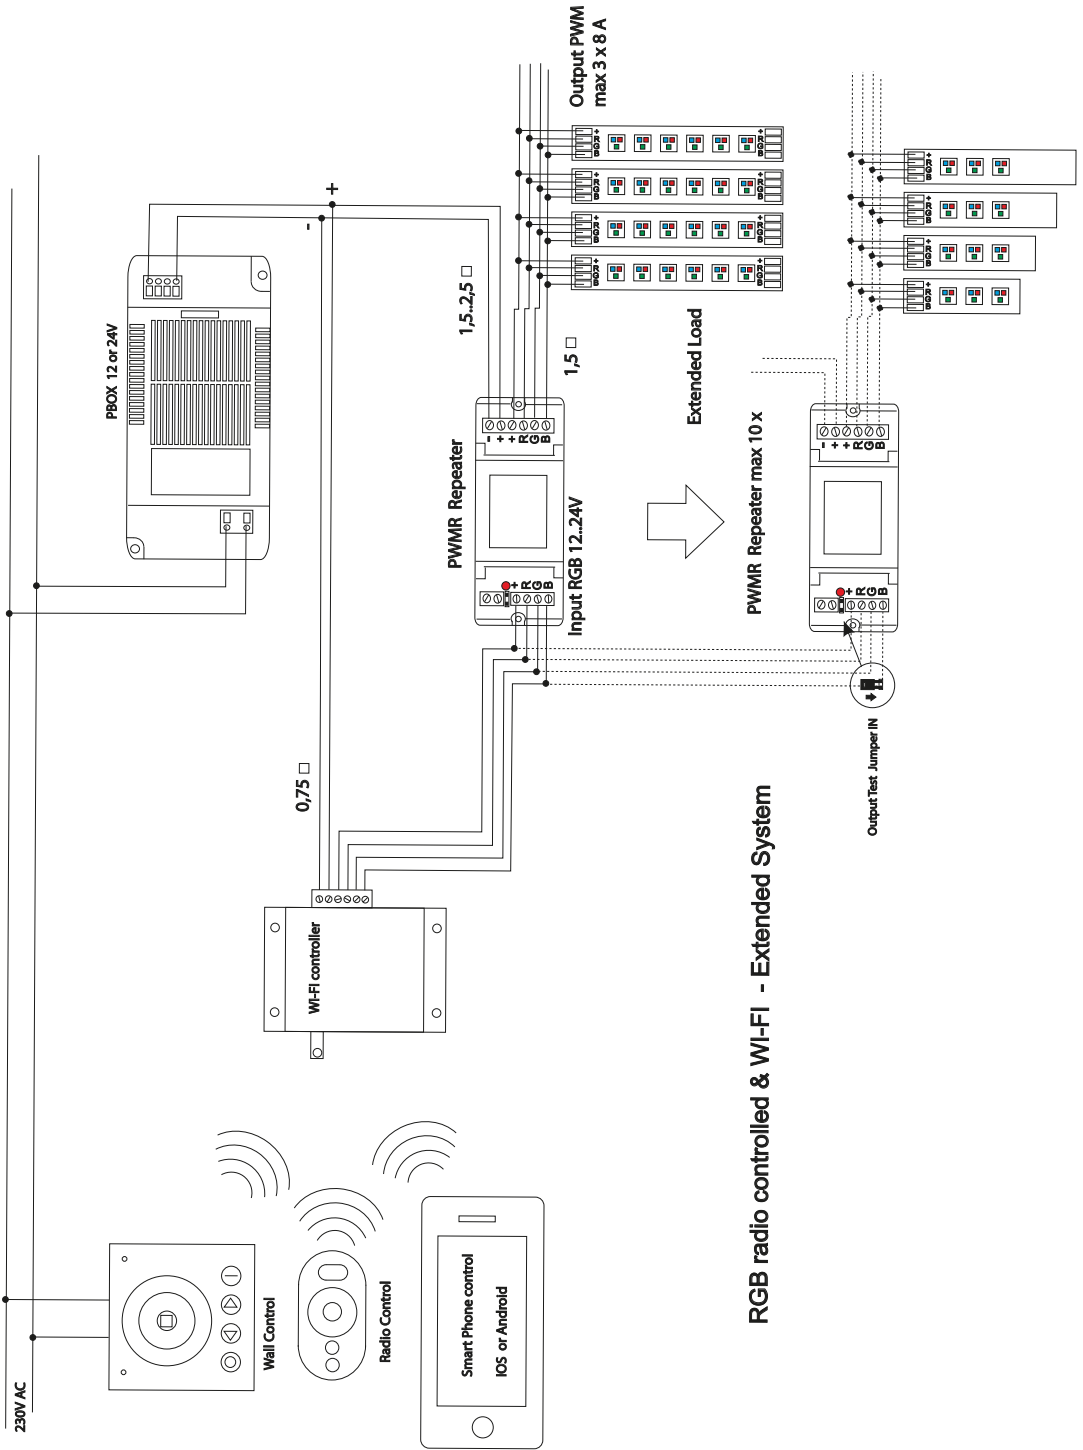 230V AC
Wall Control
Radio Control
Smart Phone control
IOS or Android
WI-FI controller
0,75 □
PBOX 12 or 24V
-
+
1,5..2,5 □
1,5 □
PWMR Repeater
- + + R G B
+ R G B
Input RGB 12..24V
Output PWM
max 3 x 8 A
+ R G B
+ R G B
+ R G B
+ R G B
+ R G B
+ R G B
+ R G B
+ R G B
Extended Load
PWMR Repeater max 10 x
- + + R G B
+ R G B
+ R G B
+ R G B
+ R G B
+ R G B
Output Test Jumper IN
RGB radio controlled & WI-FI - Extended System